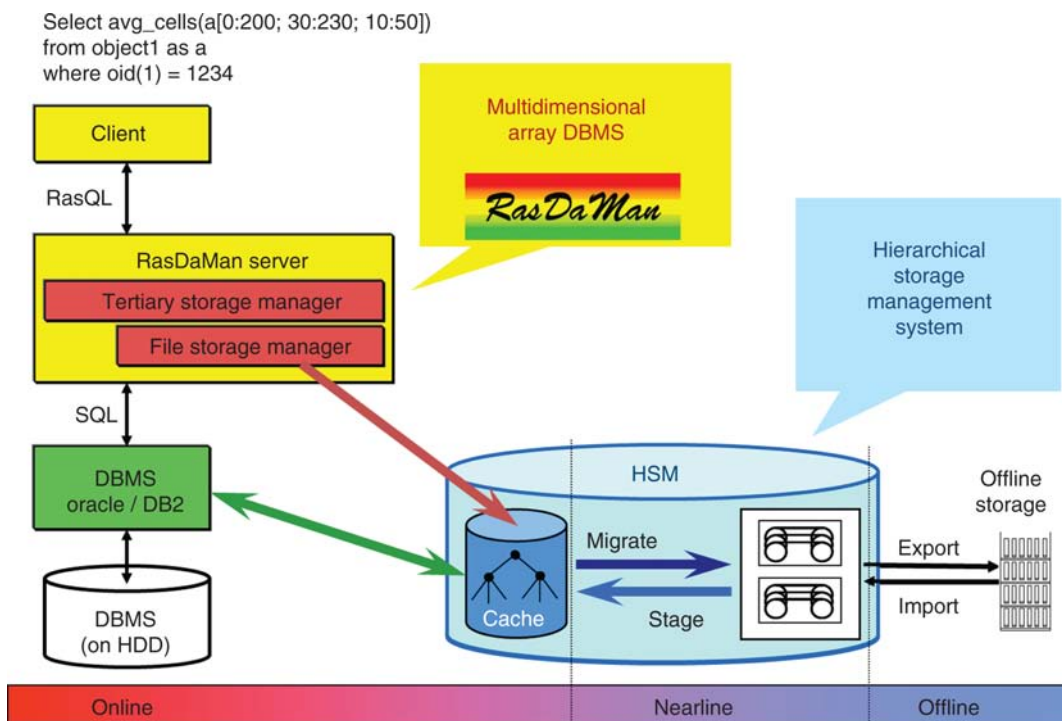 Select avg_cells(a[0:200; 30:230; 10:50])
from object1 as a
where oid(1) = 1234
Client
RasQL
Multidimensional
array DBMS
RasDaMan
RasDaMan server
Tertiary storage manager
File storage manager
Hierarchical
storage
management
system
SQL
DBMS
oracle / DB2
DBMS
(on HDD)
HSM
Cache
Migrate
Stage
Offline
storage
Export
Import
Online
Nearline
Offline